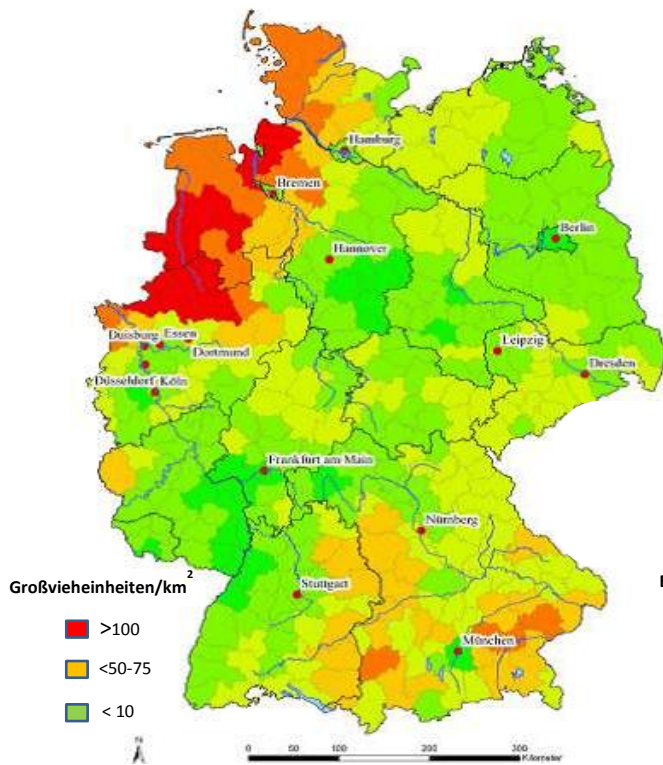 Hamburg
Bremen
Berlin
Hannover
Duisburg
Essen
Dortmund
Leipzig
Düsseldorf
Köln
Dresden
Frankfurt am Main
Nürnberg
Großvieheinheiten/km²
Stuttgart
>100
München
<50-75
< 10
N
0 50 100 200 300
Kilometer